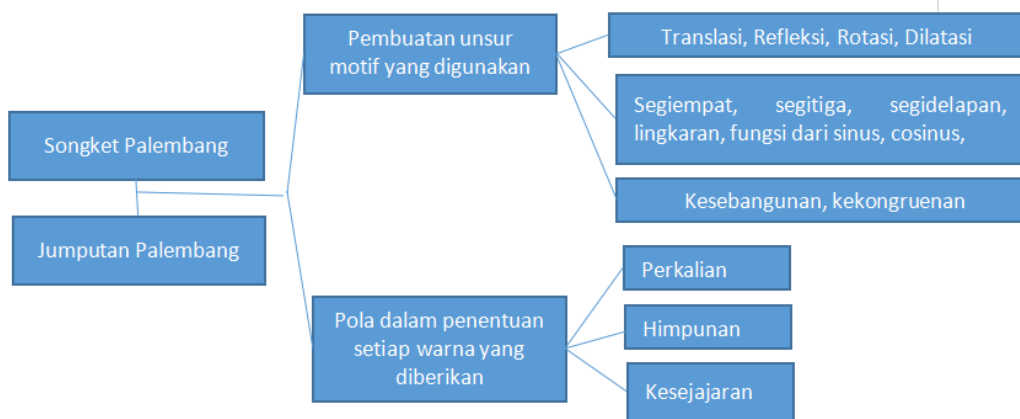 Songket Palembang
Jumputan Palembang
Pembuatan unsur
motif yang digunakan
Translasi, Refleksi, Rotasi, Dilatasi
Segiempat, segitiga, segidelapan,
lingkaran, fungsi dari sinus, cosinus,
Kesebangunan, kekongruenan
Pola dalam penentuan
setiap warna yang
diberikan
Perkalian
Himpunan
Kesejajaran